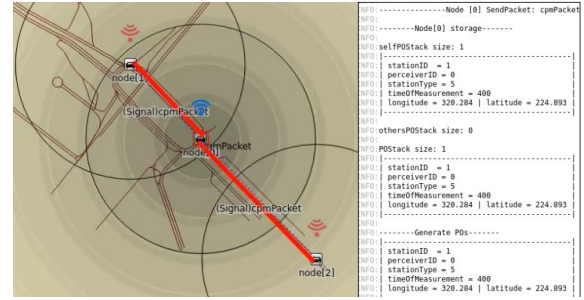 node[1]
(Signal)cpmPacket
cpmPacket
node[0]
(Signal)cpmPacket
node[2]
INFO:---------------Node [0] SendPacket: cpmPacket
INFO:
INFO:--------Node[0] storage-------
INFO:
INFO:selfPOStack size: 1
INFO:|---------------------------------------------|
INFO:| stationID = 1
INFO:| perceiverID = 0
INFO:| stationType = 5
INFO:| timeOfMeasurement = 400
INFO:| longitude = 320.284 | latitude = 224.893 |
INFO:|---------------------------------------------|
INFO:
INFO:othersPOStack size: 0
INFO:
INFO:POStack size: 1
INFO:|---------------------------------------------|
INFO:| stationID = 1
INFO:| perceiverID = 0
INFO:| stationType = 5
INFO:| timeOfMeasurement = 400
INFO:| longitude = 320.284 | latitude = 224.893 |
INFO:|---------------------------------------------|
INFO:
INFO:--------Generate POs-------
INFO:|---------------------------------------------|
INFO:| stationID = 1
INFO:| perceiverID = 0
INFO:| stationType = 5
INFO:| timeOfMeasurement = 400
INFO:| longitude = 320.284 | latitude = 224.893 |